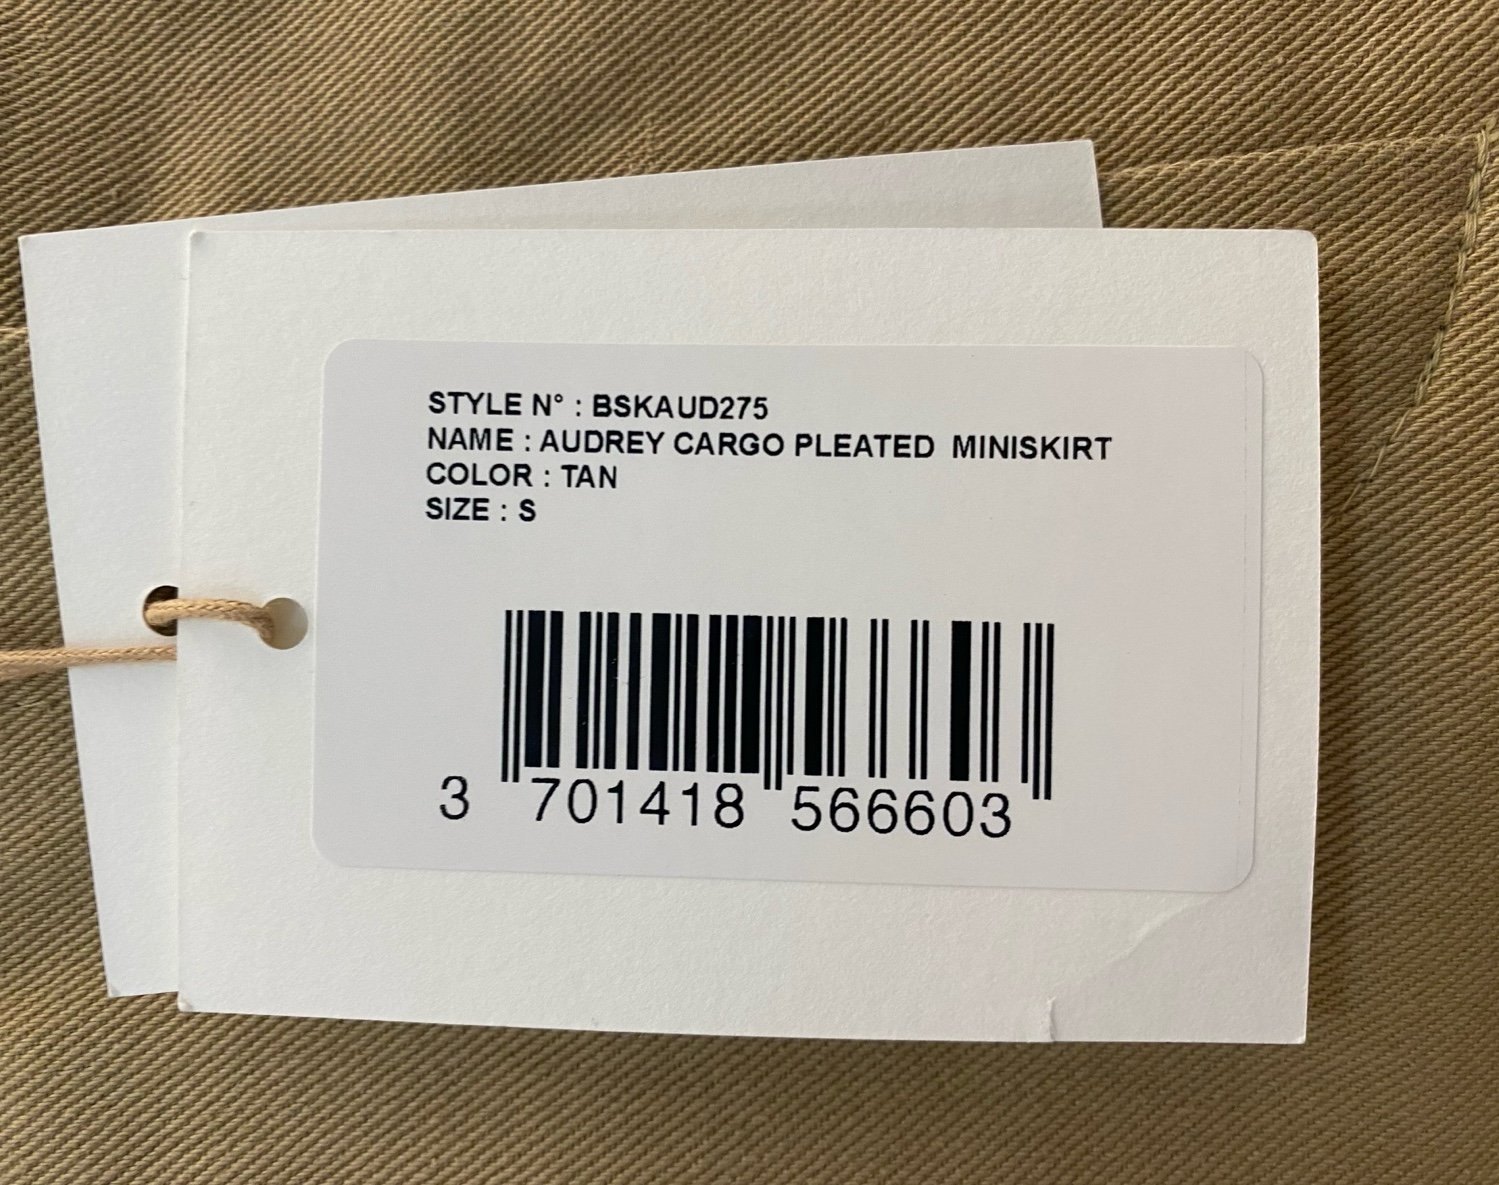 STYLE N° : BSKAUD275
NAME : AUDREY CARGO PLEATED  MINISKIRT
COLOR : TAN
SIZE : S
3 701418 566603